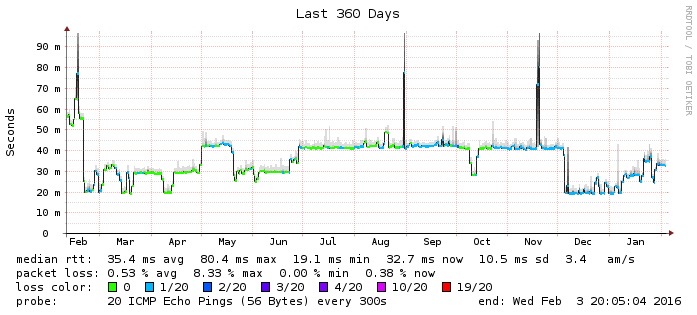 Last 360 Days
RRDTOOL / TOBI OETIKER
Seconds
90 m
80 m
70 m
60 m
50 m
40 m
30 m
20 m
10 m
0
Feb Mar Apr May Jun Jul Aug Sep Oct Nov Dec Jan
median rtt: 35.4 ms avg 80.4 ms max 19.1 ms min 32.7 ms now 10.5 ms sd 3.4 am/s
packet loss: 0.53 % avg 8.33 % max 0.00 % min 0.38 % now
loss color: 0 1/20 2/20 3/20 4/20 10/20 19/20
probe: 20 ICMP Echo Pings (56 Bytes) every 300s end: Wed Feb 3 20:05:04 2016